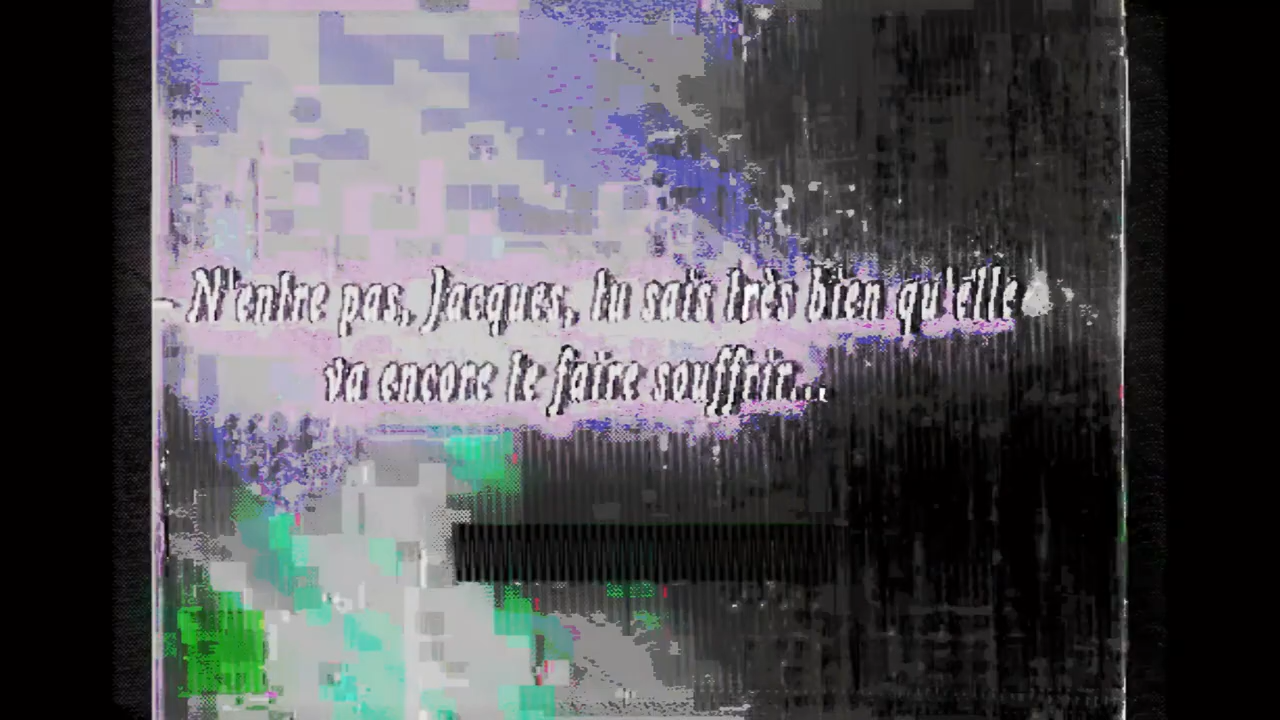 - N'entre pas, Jacques, tu sais très bien qu'elle
va encore te faire souffrir...